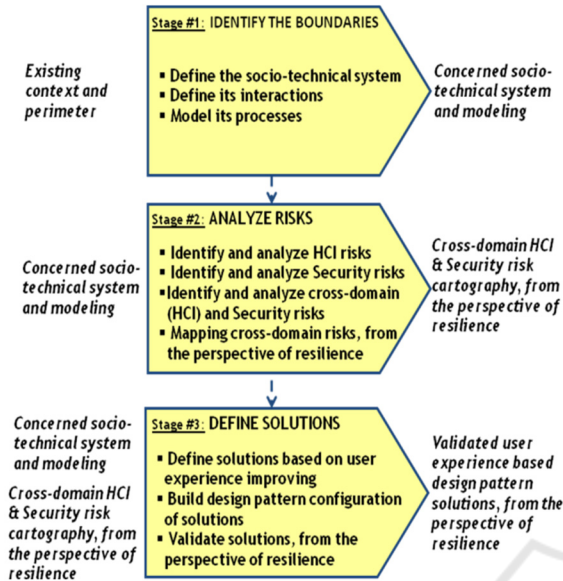 Stage #1: IDENTIFY THE BOUNDARIES
Existing
context and
perimeter
▪ Define the socio-technical system
▪ Define its interactions
▪ Model its processes
Concerned socio-
technical system
and modeling
Stage #2: ANALYZE RISKS
Concerned socio-
technical system
and modeling
▪ Identify and analyze HCI risks
▪ Identify and analyze Security risks
▪ Identify and analyze cross-domain
(HCI) and Security risks
▪ Mapping cross-domain risks, from
the perspective of resilience
Cross-domain HCI
& Security risk
cartography, from
the perspective of
resilience
Stage #3: DEFINE SOLUTIONS
Concerned socio-
technical system
and modeling
Cross-domain HCI
& Security risk
cartography, from
the perspective of
resilience
▪ Define solutions based on user
experience improving
▪ Build design pattern configuration
of solutions
▪ Validate solutions, from the
perspective of resilience
Validated user
experience based
design pattern
solutions, from the
perspective of
resilience